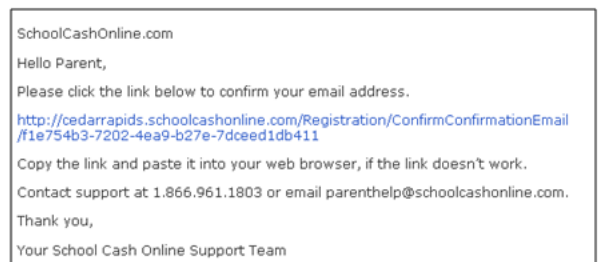 SchoolCashOnline.com
Hello Parent,
Please click the link below to confirm your email address.
http://cedarrapids.schoolcashonline.com/Registration/ConfirmConfirmationEmail
/f1e754b3-7202-4ea9-b27e-7dceed1db411
Copy the link and paste it into your web browser, if the link doesn't work.
Contact support at 1.866.961.1803 or email parenthelp@schoolcashonline.com.
Thank you,
Your School Cash Online Support Team